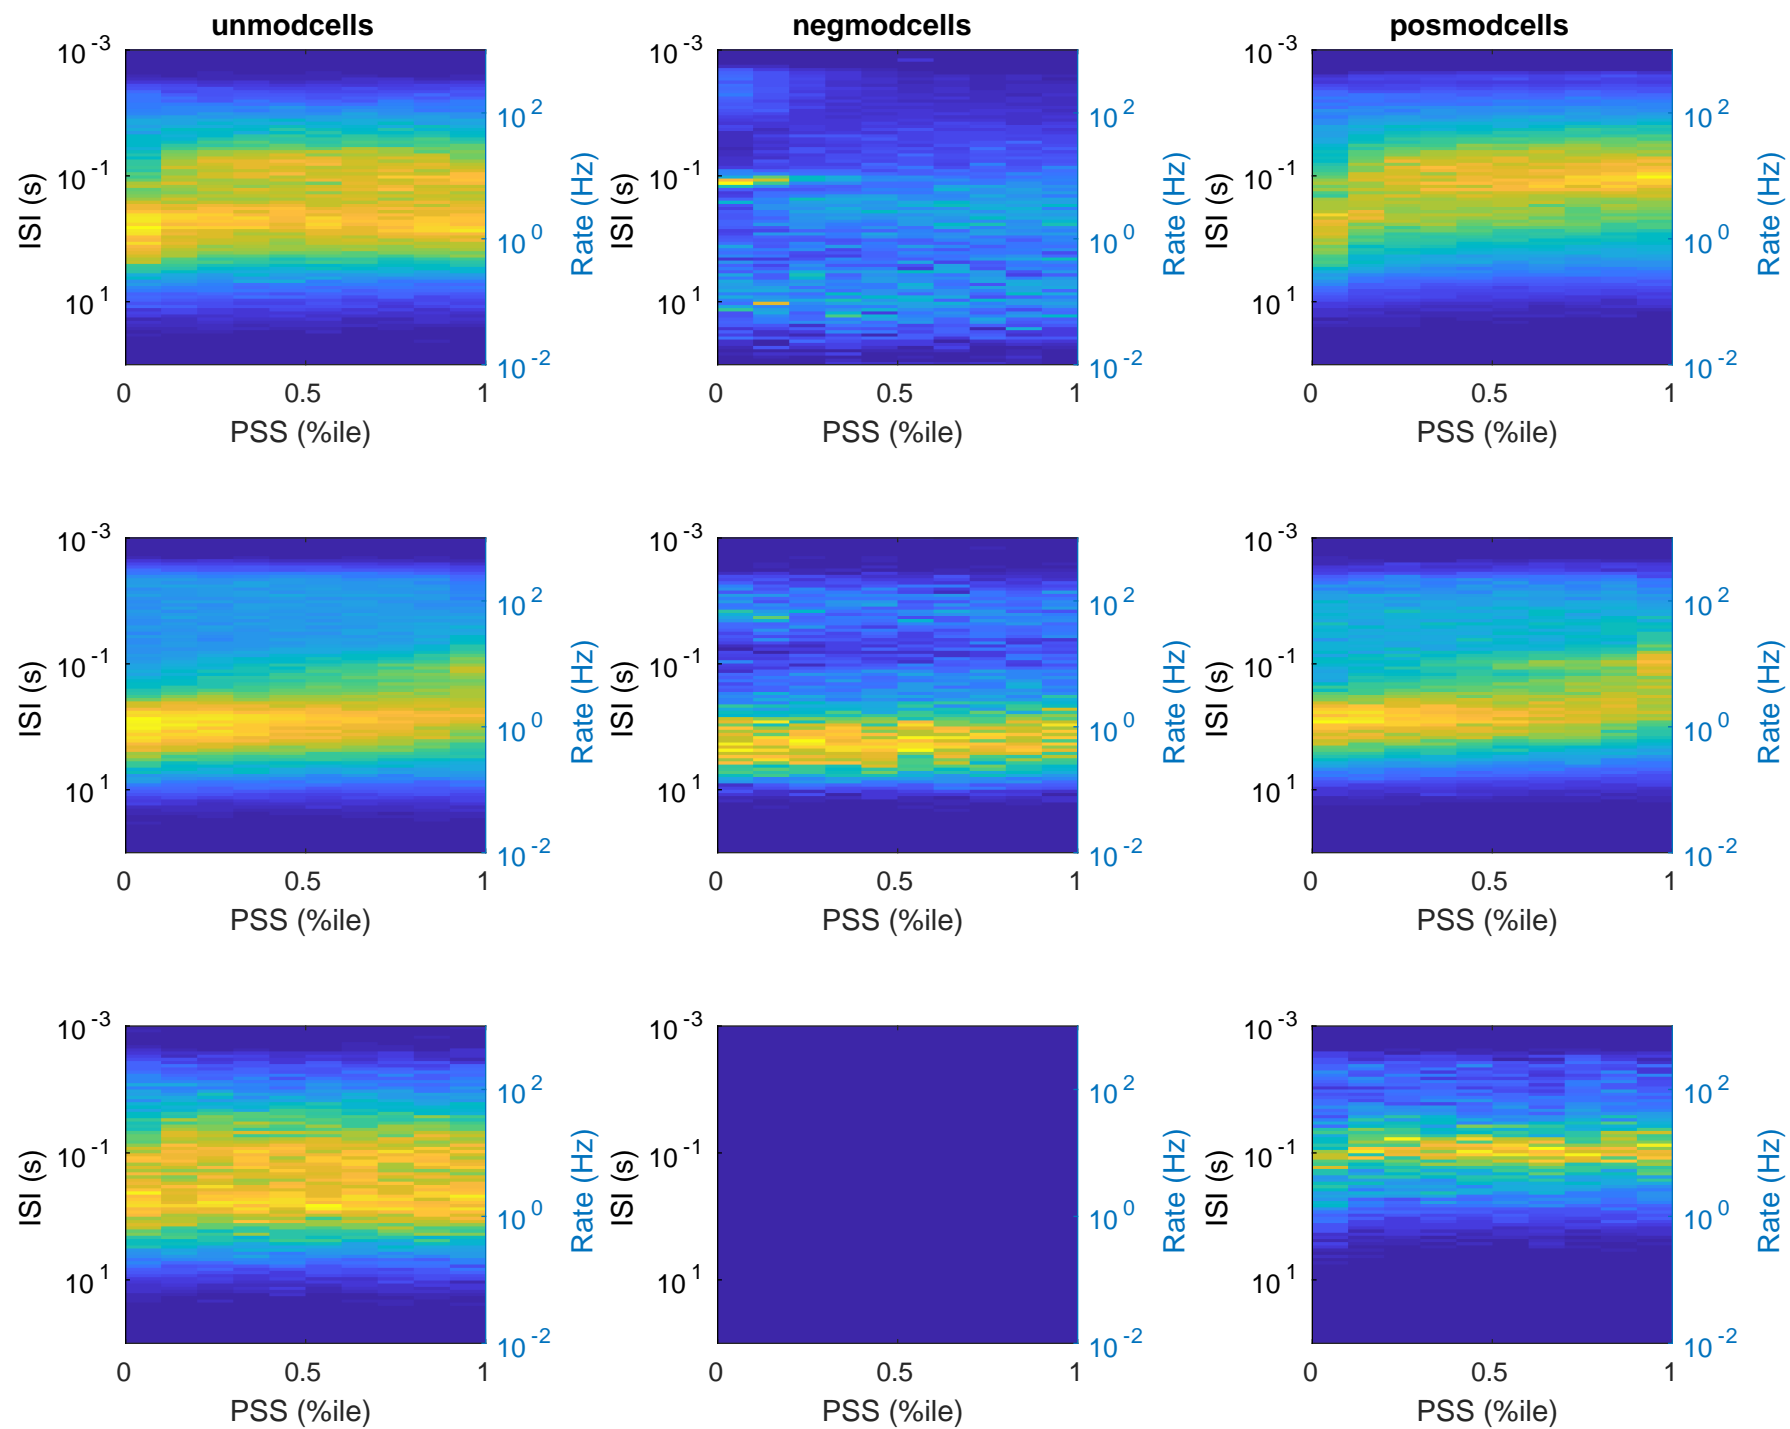 unmodcells negmodcells posmodcells
10-3 10-3 10-3
10 2 10 2 10 2
10-1 10-1 10-1
10 0 10 0 10 0
10 1 10 1 10 1
10-2 10-2 10-2
ISI (s) Rate (Hz) ISI (s) Rate (Hz) ISI (s) Rate (Hz)
0 0.5 1 0 0.5 1 0 0.5 1
PSS (%ile) PSS (%ile) PSS (%ile)
10-3 10-3 10-3
10 2 10 2 10 2
10-1 10-1 10-1
10 0 10 0 10 0
10 1 10 1 10 1
10-2 10-2 10-2
ISI (s) Rate (Hz) ISI (s) Rate (Hz) ISI (s) Rate (Hz)
0 0.5 1 0 0.5 1 0 0.5 1
PSS (%ile) PSS (%ile) PSS (%ile)
10-3 10-3 10-3
10 2 10 2 10 2
10-1 10-1 10-1
10 0 10 0 10 0
10 1 10 1 10 1
10-2 10-2 10-2
ISI (s) Rate (Hz) ISI (s) Rate (Hz) ISI (s) Rate (Hz)
0 0.5 1 0 0.5 1 0 0.5 1
PSS (%ile) PSS (%ile) PSS (%ile)